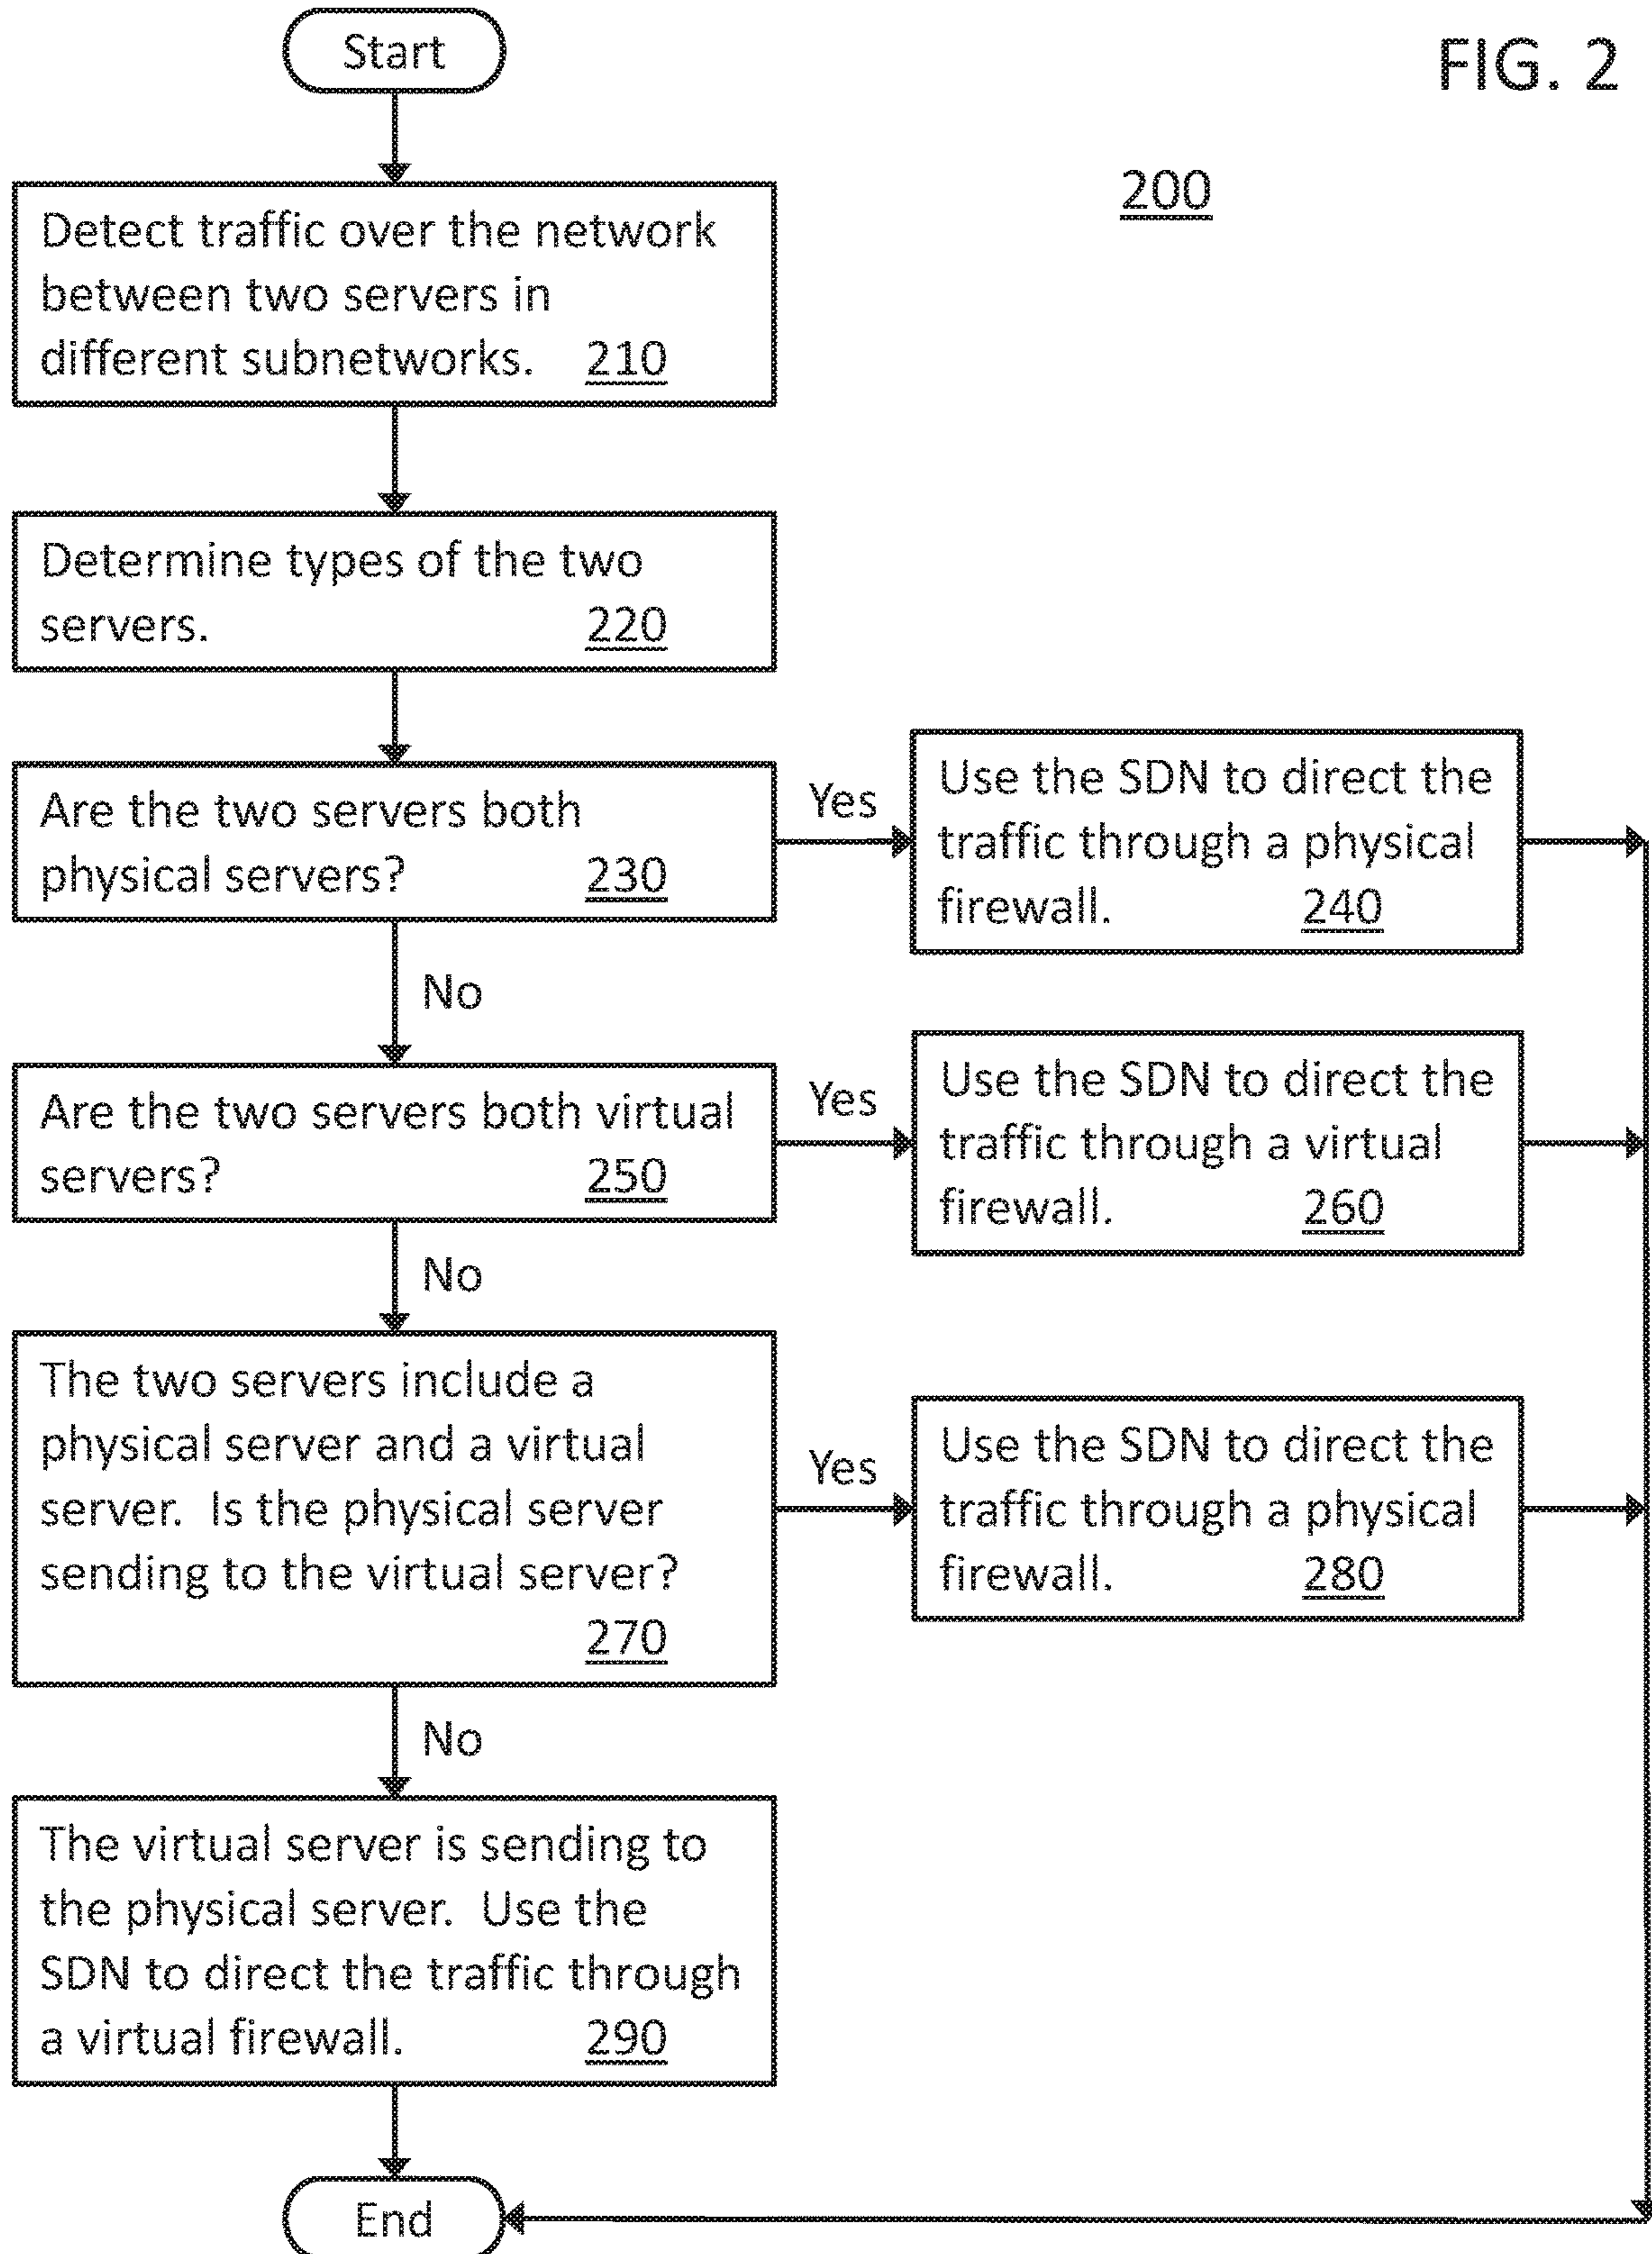 Start
FIG. 2
200
Detect traffic over the network
between two servers in
different subnetworks. 210
Determine types of the two
servers. 220
Are the two servers both
physical servers? 230
Yes
Use the SDN to direct the
traffic through a physical
firewall. 240
No
Are the two servers both virtual
servers? 250
Yes
Use the SDN to direct the
traffic through a virtual
firewall. 260
No
The two servers include a
physical server and a virtual
server. Is the physical server
sending to the virtual server?
270
Yes
Use the SDN to direct the
traffic through a physical
firewall. 280
No
The virtual server is sending to
the physical server. Use the
SDN to direct the traffic through
a virtual firewall. 290
End